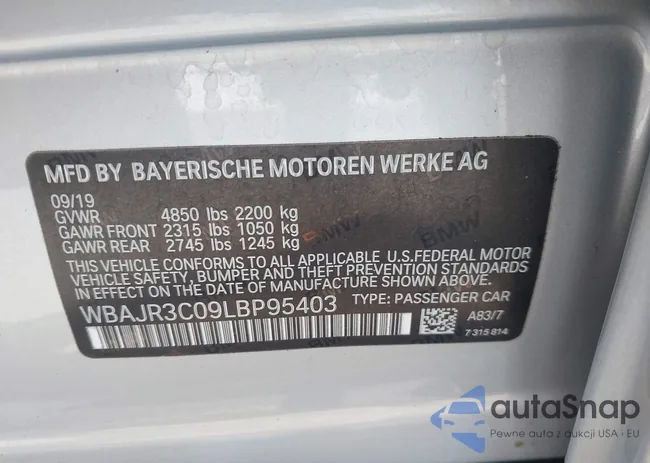 MFD BY BAYERISCHE MOTOREN WERKE AG
09/19
GVWR 4850 lbs 2200 kg
GAWR FRONT 2315 lbs 1050 kg
GAWR REAR 2745 lbs 1245 kg
THIS VEHICLE CONFORMS TO ALL APPLICABLE U.S.FEDERAL MOTOR
VEHICLE SAFETY, BUMPER AND THEFT PREVENTION STANDARDS
IN EFFECT ON THE DATE OF MANUFACTURE SHOWN ABOVE.
WBAJR3C09LBP95403 TYPE: PASSENGER CAR
A83/7
7 315 814
autoSnap
Pewne auta z aukcji USA i EU